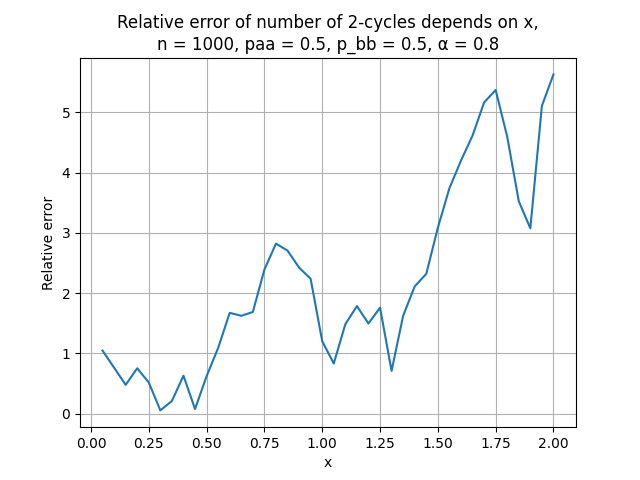 Relative error of number of 2-cycles depends on x,
n = 1000, paa = 0.5, p_bb = 0.5, α = 0.8
Relative error
5
4
3
2
1
0
0.00 0.25 0.50 0.75 1.00 1.25 1.50 1.75 2.00
x